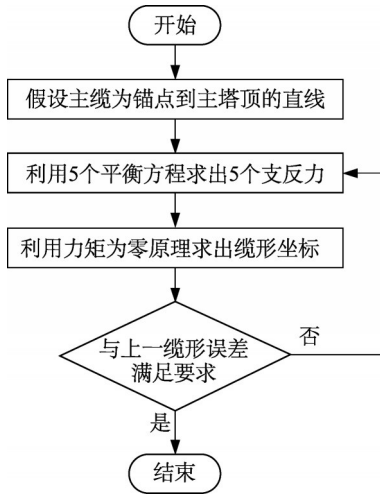 开始
假设主缆为锚点到主塔顶的直线
利用5个平衡方程求出5个支反力
利用力矩为零原理求出缆形坐标
与上一缆形误差
满足要求
否
是
结束